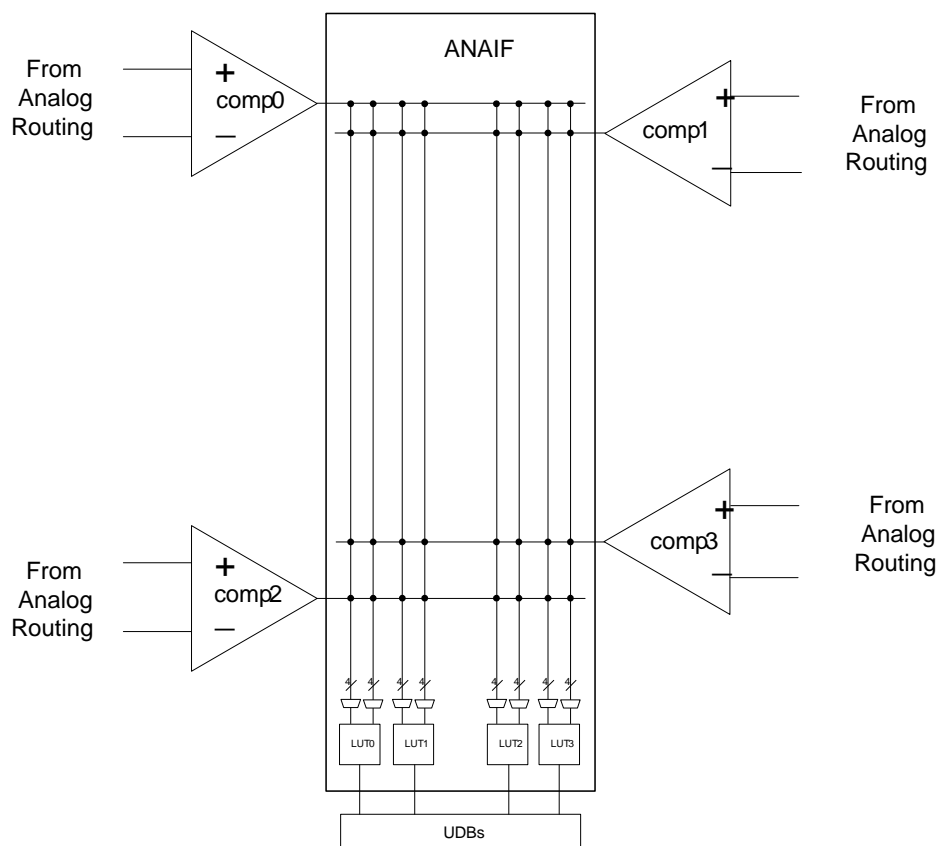 ANAIF
From
Analog
Routing
+
comp0
−
+
comp1
−
From
Analog
Routing
From
Analog
Routing
+
comp2
−
+
comp3
−
From
Analog
Routing
4 4 4 4 4 4 4 4
LUT0 LUT1 LUT2 LUT3
UDBs